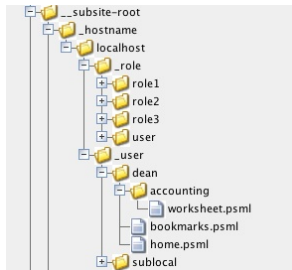 __subsite-root
_hostname
localhost
_role
role1
role2
role3
user
_user
dean
accounting
worksheet.psml
bookmarks.psml
home.psml
sublocal